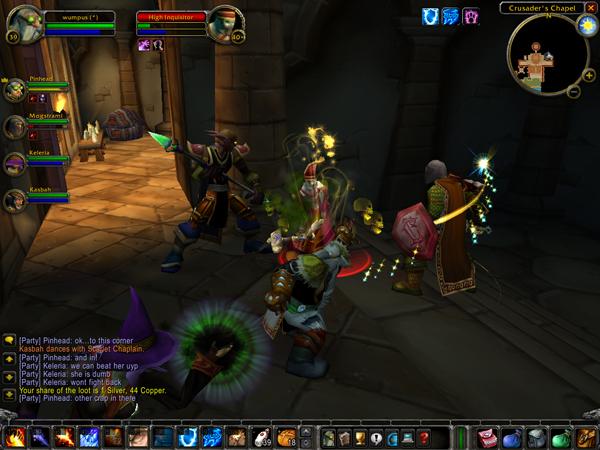 wumpus (*)
39
High Inquisitor
40+
Crusader's Chapel
N
Pinhead
Mogstrami
Keleria
Kasbah
[Party] Pinhead: ok...to this corner
Kasbah dances with Scarlet Chaplain.
[Party] Pinhead: and in!
[Party] Keleria: we can beat her uyp
[Party] Keleria: she is dumb
[Party] Keleria: wont fight back
Your share of the loot is 1 Silver, 44 Copper.
[Party] Pinhead: other crap in there